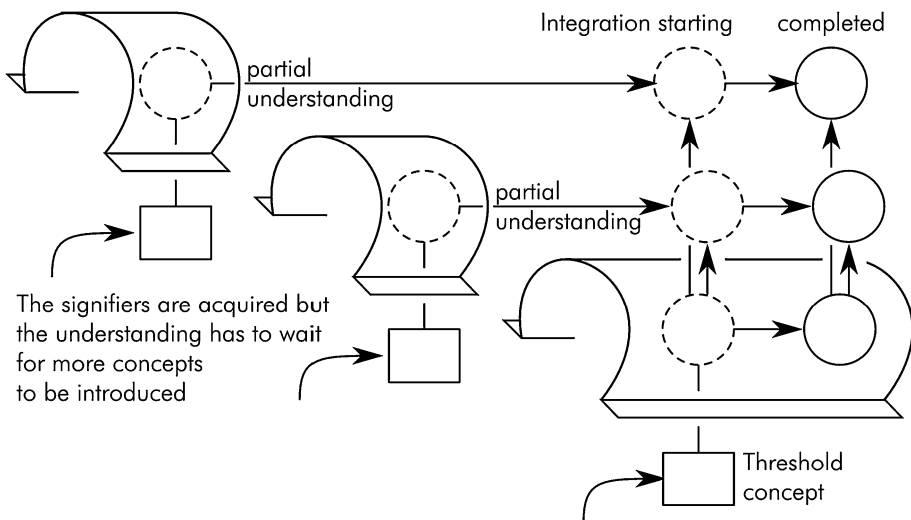 Integration starting
completed
partial
understanding
partial
understanding
The signifiers are acquired but
the understanding has to wait
for more concepts
to be introduced
Threshold
concept